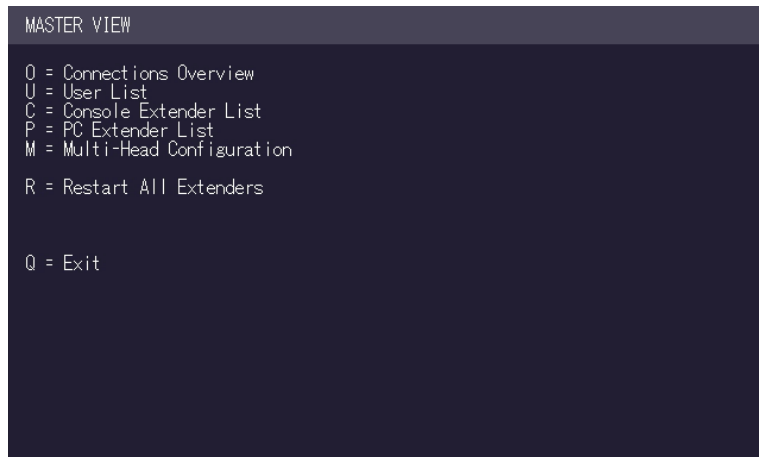 MASTER VIEW
O = Connections Overview
U = User List
C = Console Extender List
P = PC Extender List
M = Multi-Head Configuration
R = Restart All Extenders
Q = Exit